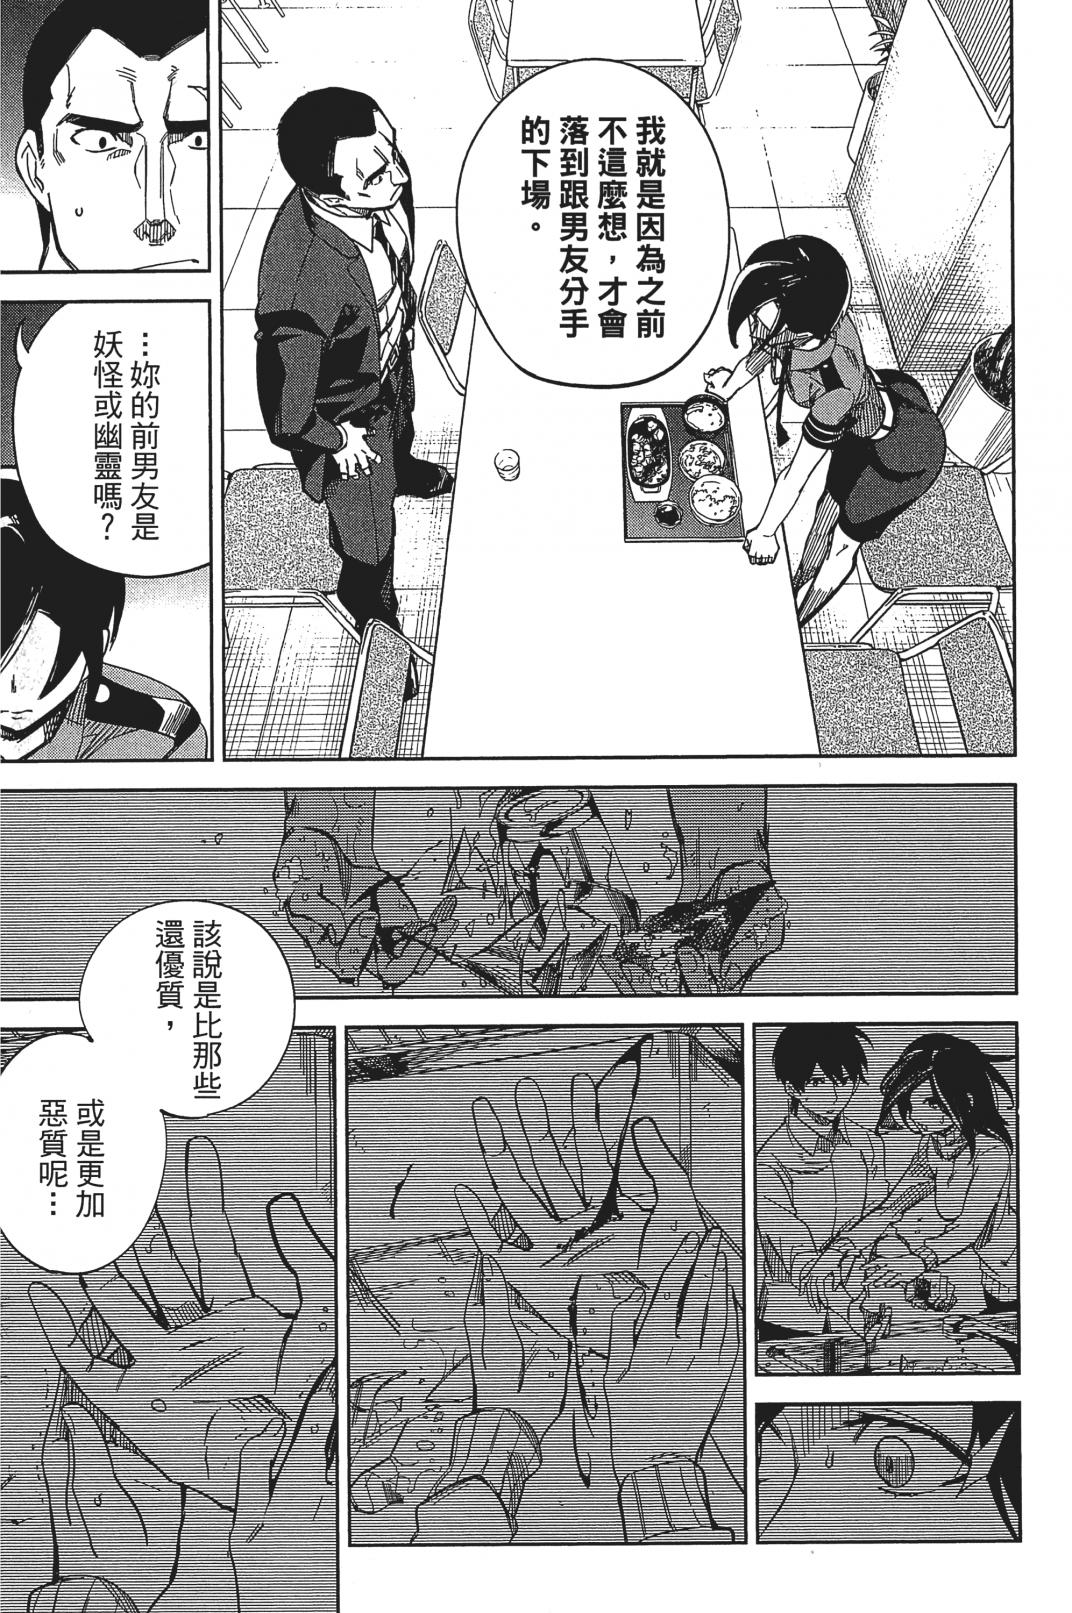 我就是因為之前
不這麼想，才會
落到跟男友分手
的下場。
…妳的前男友是
妖怪或幽靈嗎？
該說是比那些
還優質，
或是更加
惡質呢…